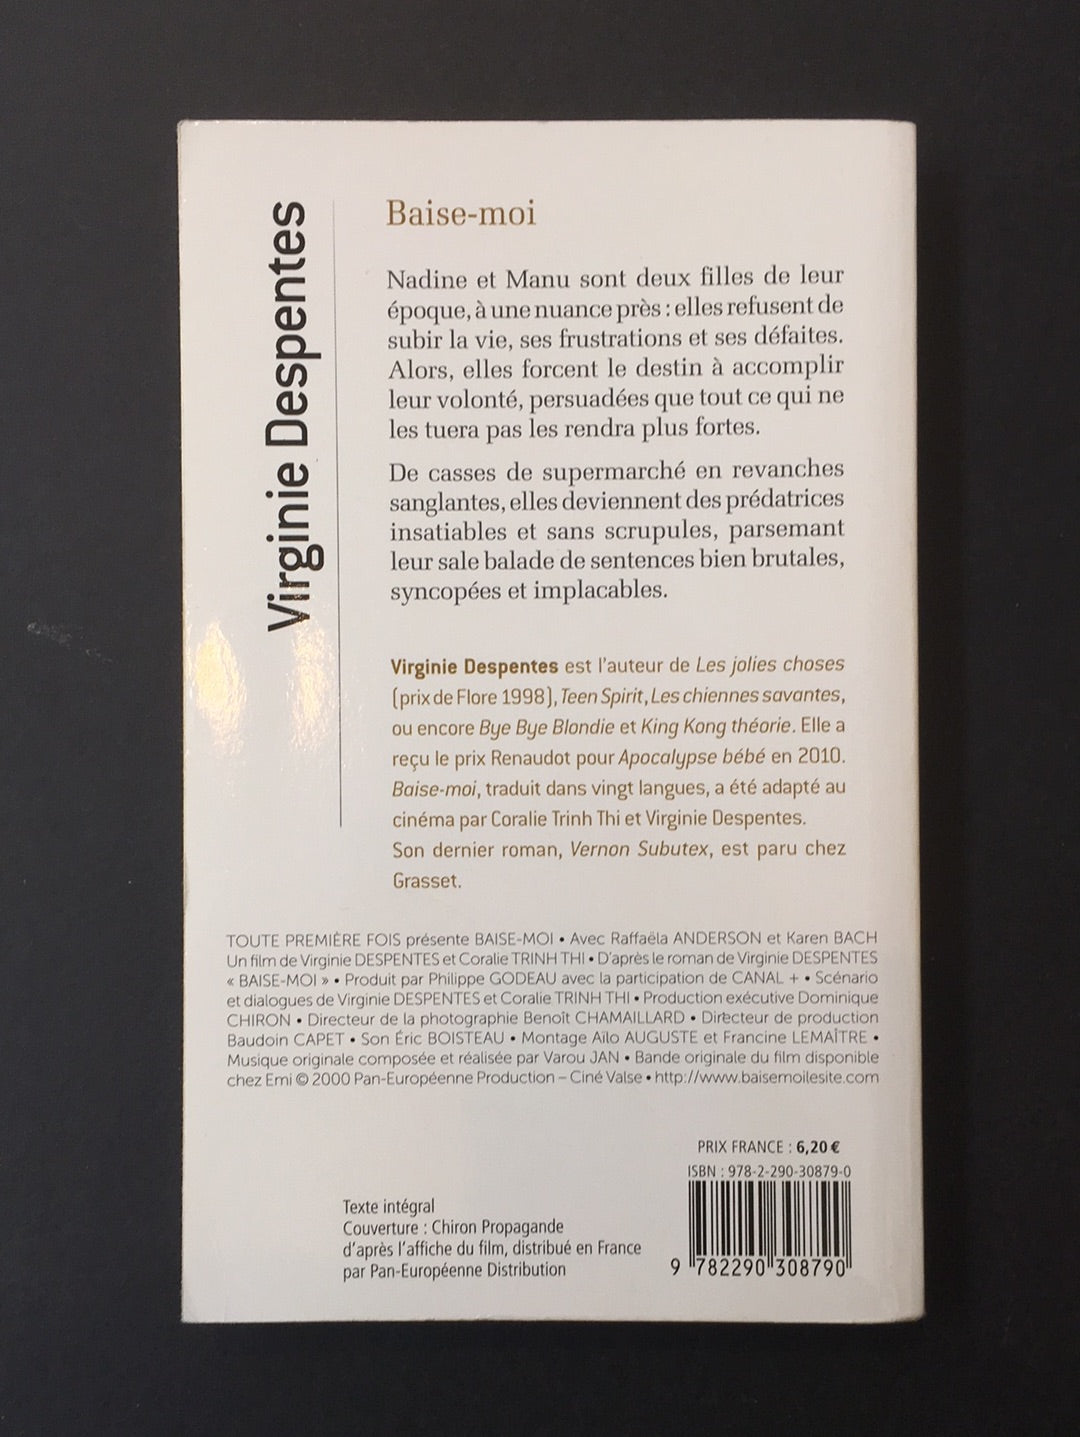 Virginie Despentes
Baise-moi
Nadine et Manu sont deux filles de leur
époque, à une nuance près : elles refusent de
subir la vie, ses frustrations et ses défaites.
Alors, elles forcent le destin à accomplir
leur volonté, persuadées que tout ce qui ne
les tuera pas les rendra plus fortes.
De casses de supermarché en revanches
sanglantes, elles deviennent des prédatrices
insatiables et sans scrupules, parsemant
leur sale balade de sentences bien brutales,
syncopées et implacables.
Virginie Despentes est l'auteur de Les jolies choses
(prix de Flore 1998), Teen Spirit, Les chiennes savantes,
ou encore Bye Bye Blondie et King Kong théorie. Elle a
reçu le prix Renaudot pour Apocalypse bébé en 2010.
Baise-moi, traduit dans vingt langues, a été adapté au
cinéma par Coralie Trinh Thi et Virginie Despentes.
Son dernier roman, Vernon Subutex, est paru chez
Grasset.
TOUTE PREMIÈRE FOIS présente BAISE-MOI • Avec Raffaëla ANDERSON et Karen BACH
Un film de Virginie DESPENTES et Coralie TRINH THI • D'après le roman de Virginie DESPENTES
« BAISE-MOI » • Produit par Philippe GODEAU avec la participation de CANAL + • Scénario
et dialogues de Virginie DESPENTES et Coralie TRINH THI • Production exécutive Dominique
CHIRON • Directeur de la photographie Benoît CHAMAILLARD • Directeur de production
Baudoin CAPET • Son Éric BOISTEAU • Montage Aïlo AUGUSTE et Francine LEMAÎTRE •
Musique originale composée et réalisée par Varou JAN • Bande originale du film disponible
chez Emi © 2000 Pan-Européenne Production – Ciné Valse • http://www.baisemoilesite.com
PRIX FRANCE : 6,20 €
ISBN : 978-2-290-30879-0
Texte intégral
Couverture : Chiron Propagande
d'après l'affiche du film, distribué en France
par Pan-Européenne Distribution
9 782290 308790